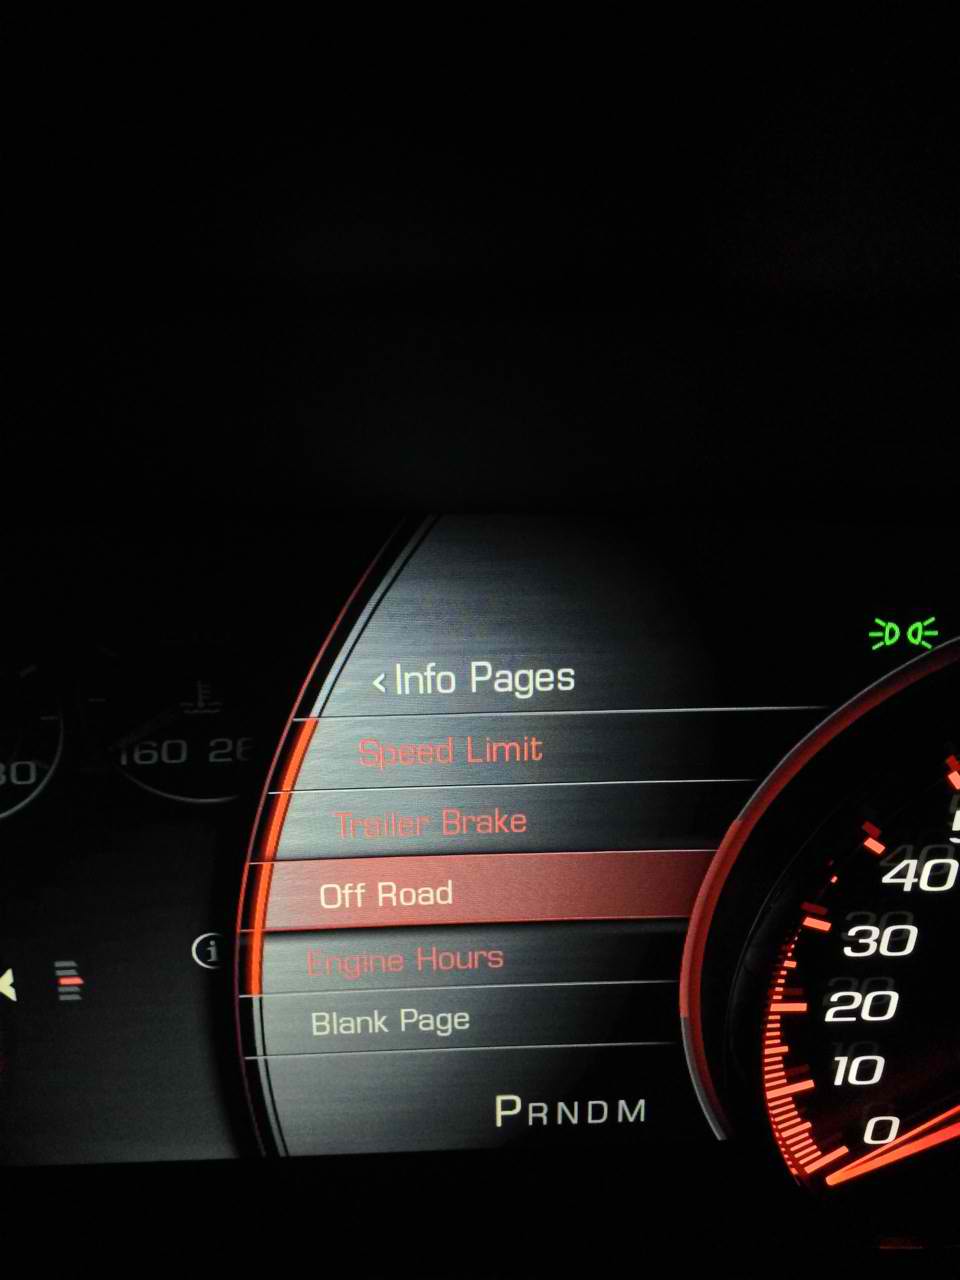 < Info Pages
Speed Limit
Trailer Brake
Off Road
Engine Hours
Blank Page
PRNDM
160
i
40
30
20
10
0